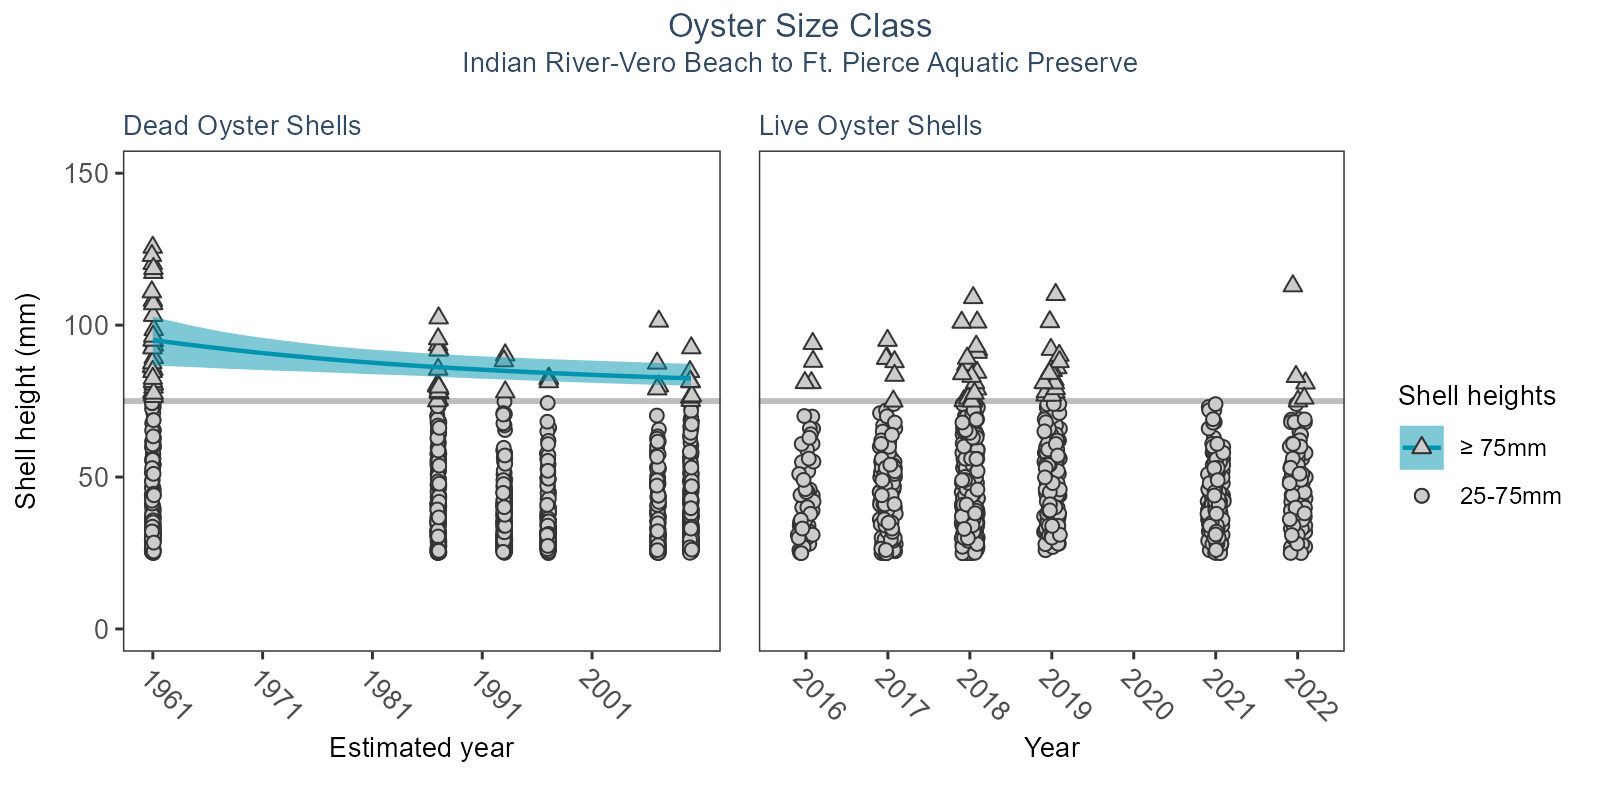 Oyster Size Class
Indian River-Vero Beach to Ft. Pierce Aquatic Preserve
Dead Oyster Shells
Live Oyster Shells
150
100
50
0
Shell height (mm)
1961
1971
1981
1991
2001
Estimated year
2016
2017
2018
2019
2020
2021
2022
Year
Shell heights
≥ 75mm
25-75mm